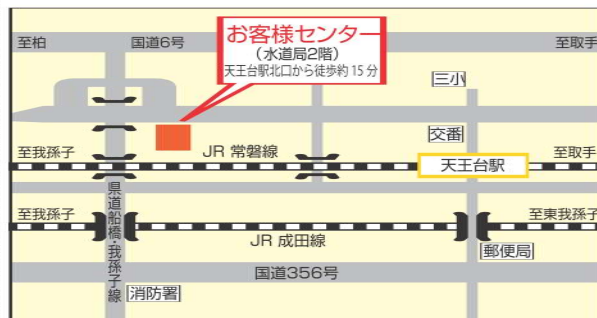 至柏
国道6号
お客様センター
(水道局2階)
天王台駅北口から徒歩約15分
至取手
三小
交番
至我孫子
JR 常磐線
天王台駅
至取手
県道船橋・我孫子線
至我孫子
JR 成田線
至東我孫子
郵便局
国道356号
消防署